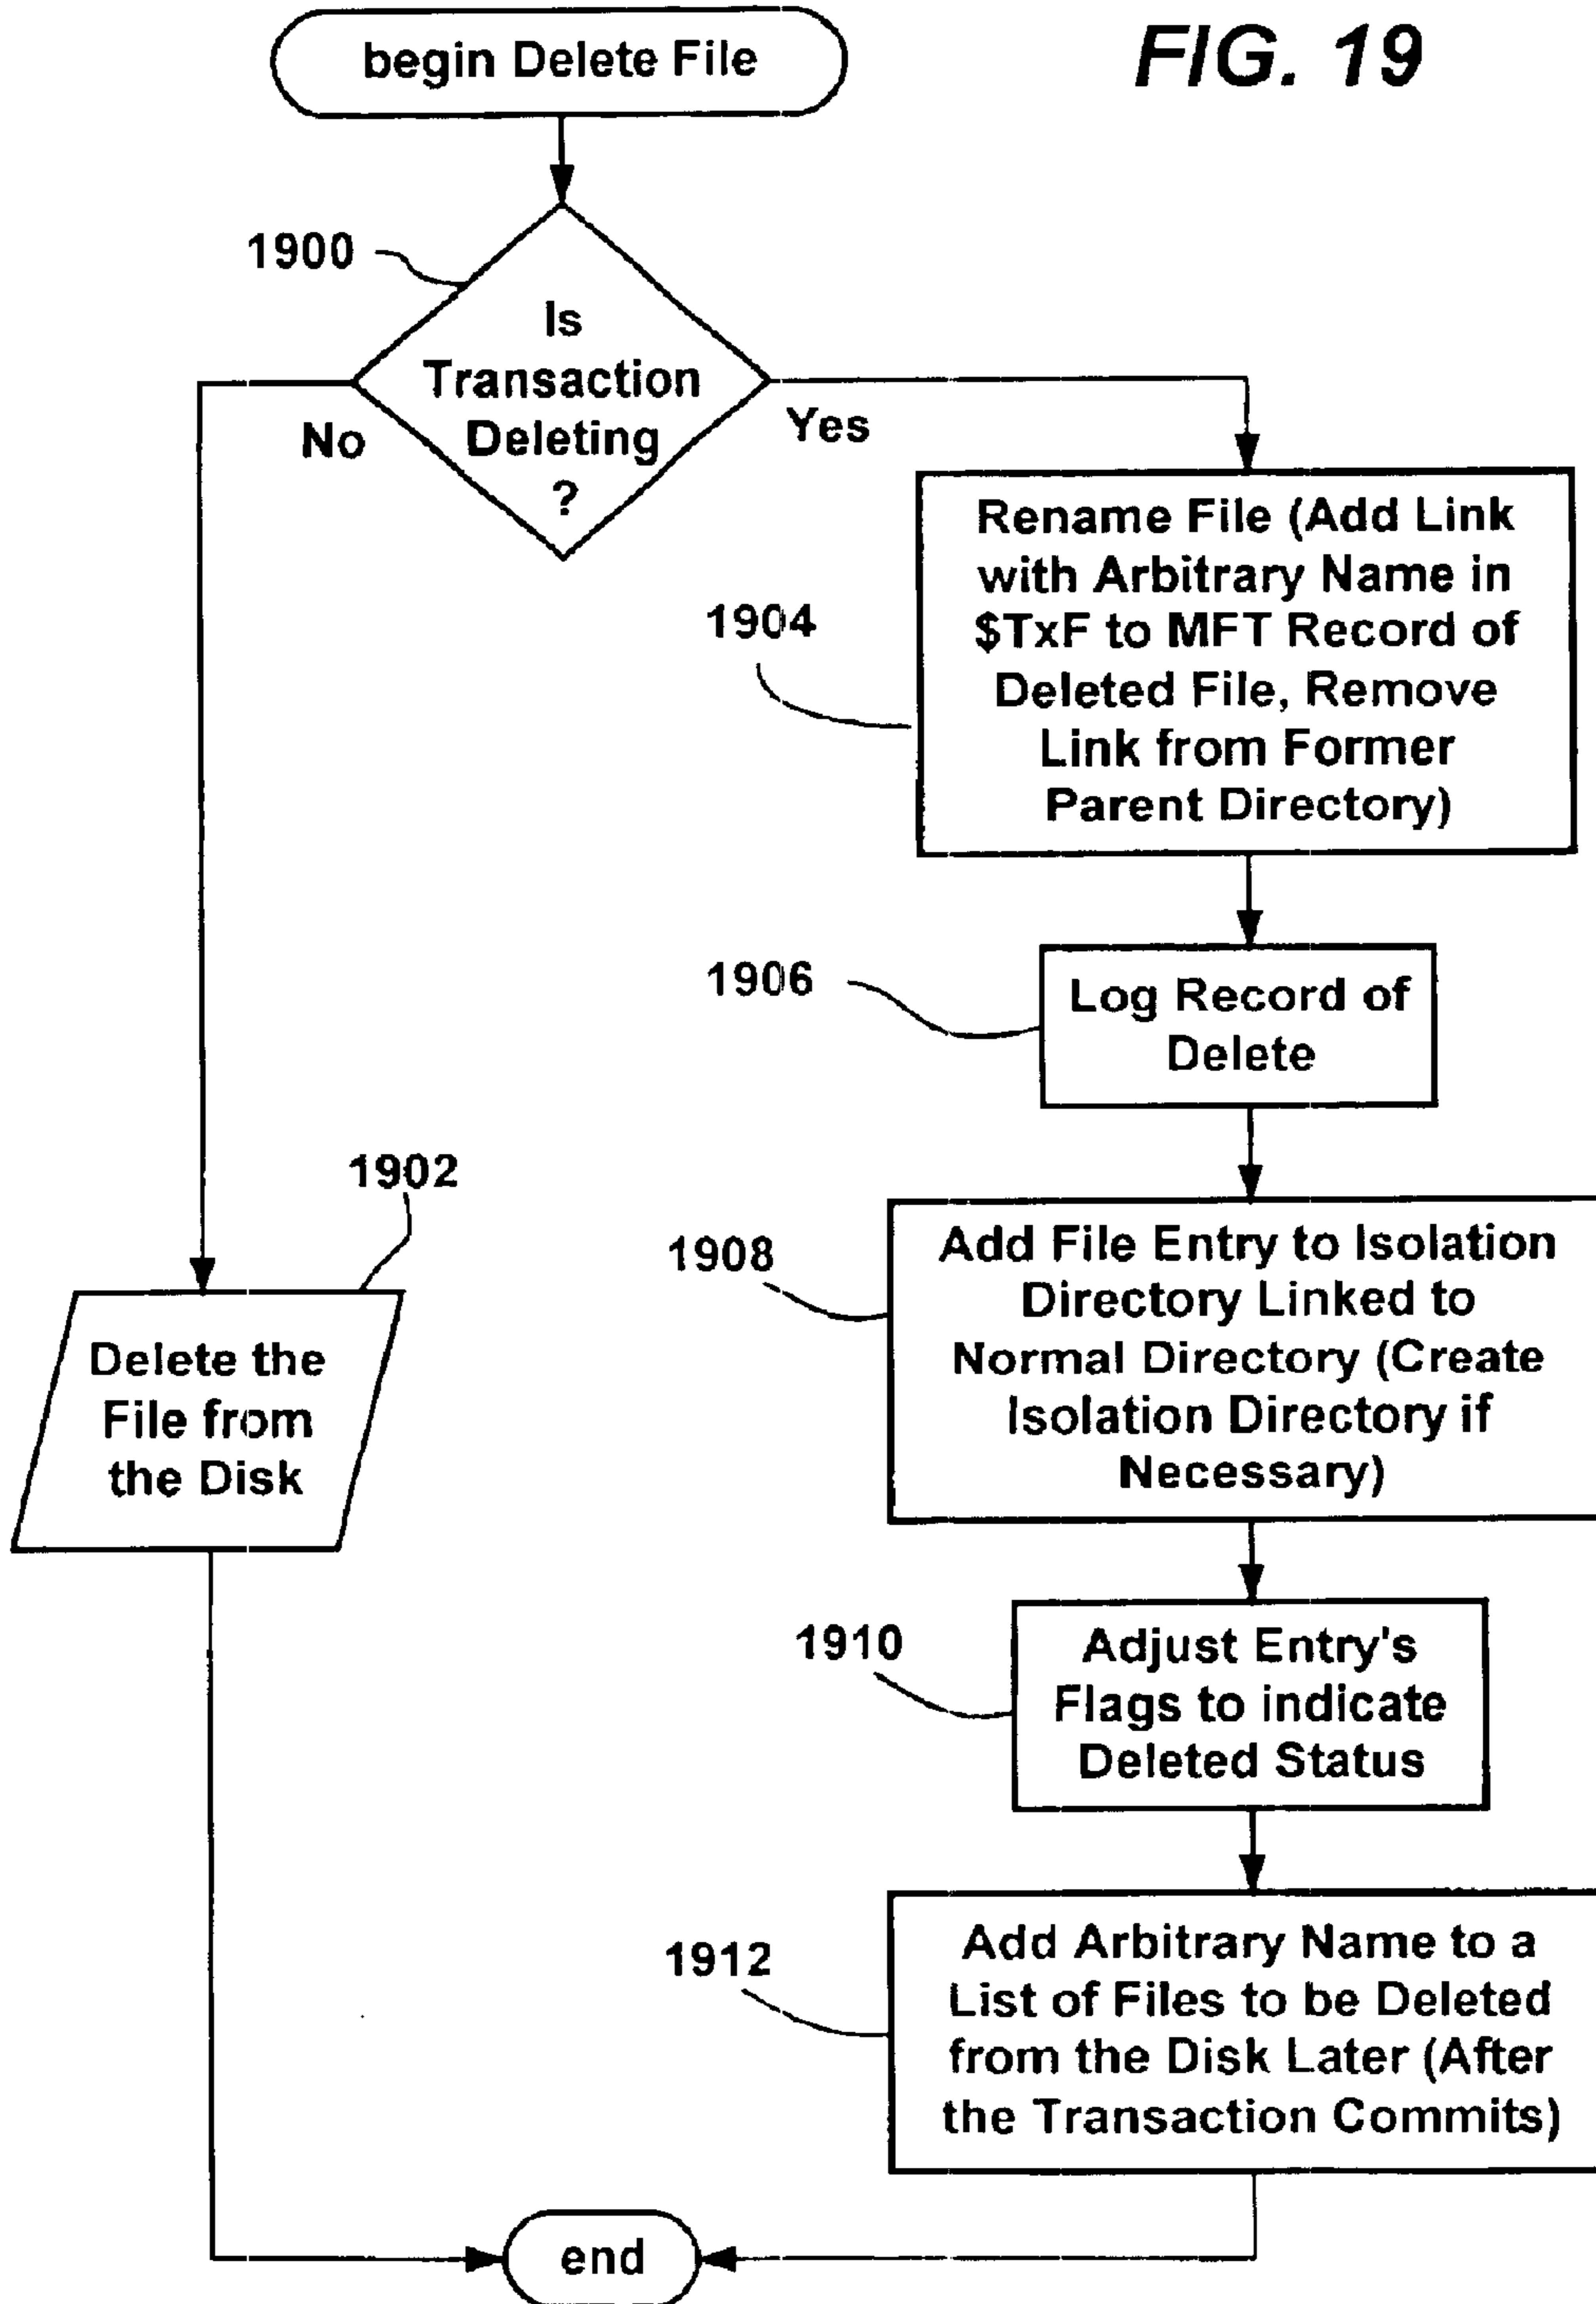 begin Delete File
FIG. 19
1900
Is
Transaction
Deleting
?
No
Yes
Rename File (Add Link
with Arbitrary Name in
$TxF to MFT Record of
Deleted File, Remove
Link from Former
Parent Directory)
1904
1906
Log Record of
Delete
1902
Delete the
File from
the Disk
1908
Add File Entry to Isolation
Directory Linked to
Normal Directory (Create
Isolation Directory if
Necessary)
1910
Adjust Entry's
Flags to indicate
Deleted Status
1912
Add Arbitrary Name to a
List of Files to be Deleted
from the Disk Later (After
the Transaction Commits)
end